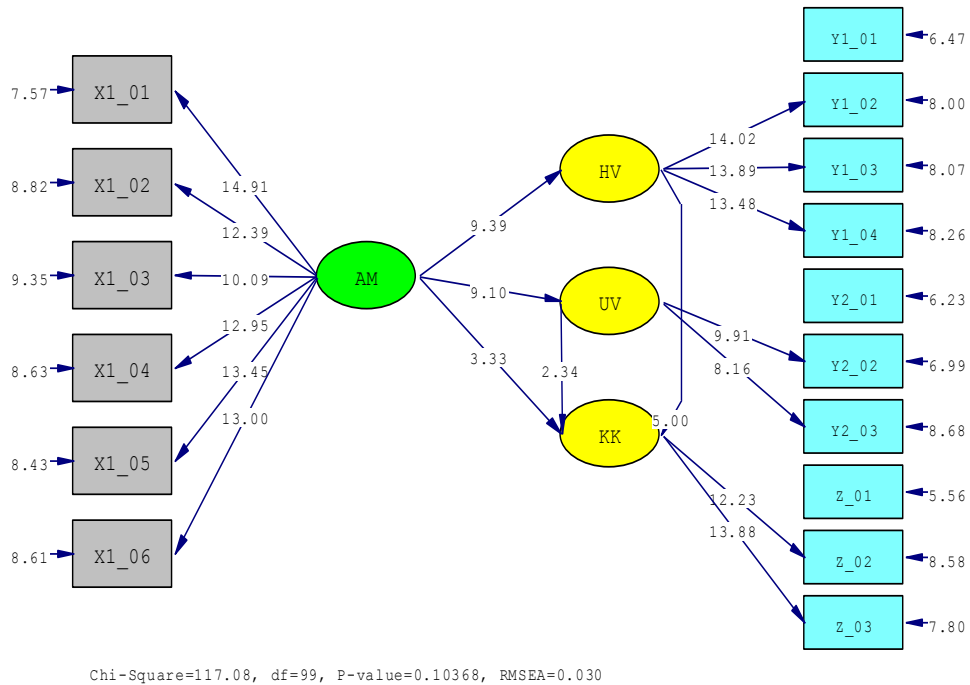 Y1_01
6.47
7.57
X1_01
Y1_02
8.00
14.02
HV
13.89
Y1_03
8.07
8.82
X1_02
14.91
13.48
9.39
12.39
Y1_04
8.26
9.35
X1_03
10.09
AM
9.10
UV
Y2_01
6.23
12.95
9.91
8.63
X1_04
3.33
2.34
8.16
Y2_02
6.99
13.45
13.00
5.00
KK
Y2_03
8.68
8.43
X1_05
12.23
Z_01
5.56
13.88
8.61
X1_06
Z_02
8.58
Z_03
7.80
Chi-Square=117.08, df=99, P-value=0.10368, RMSEA=0.030